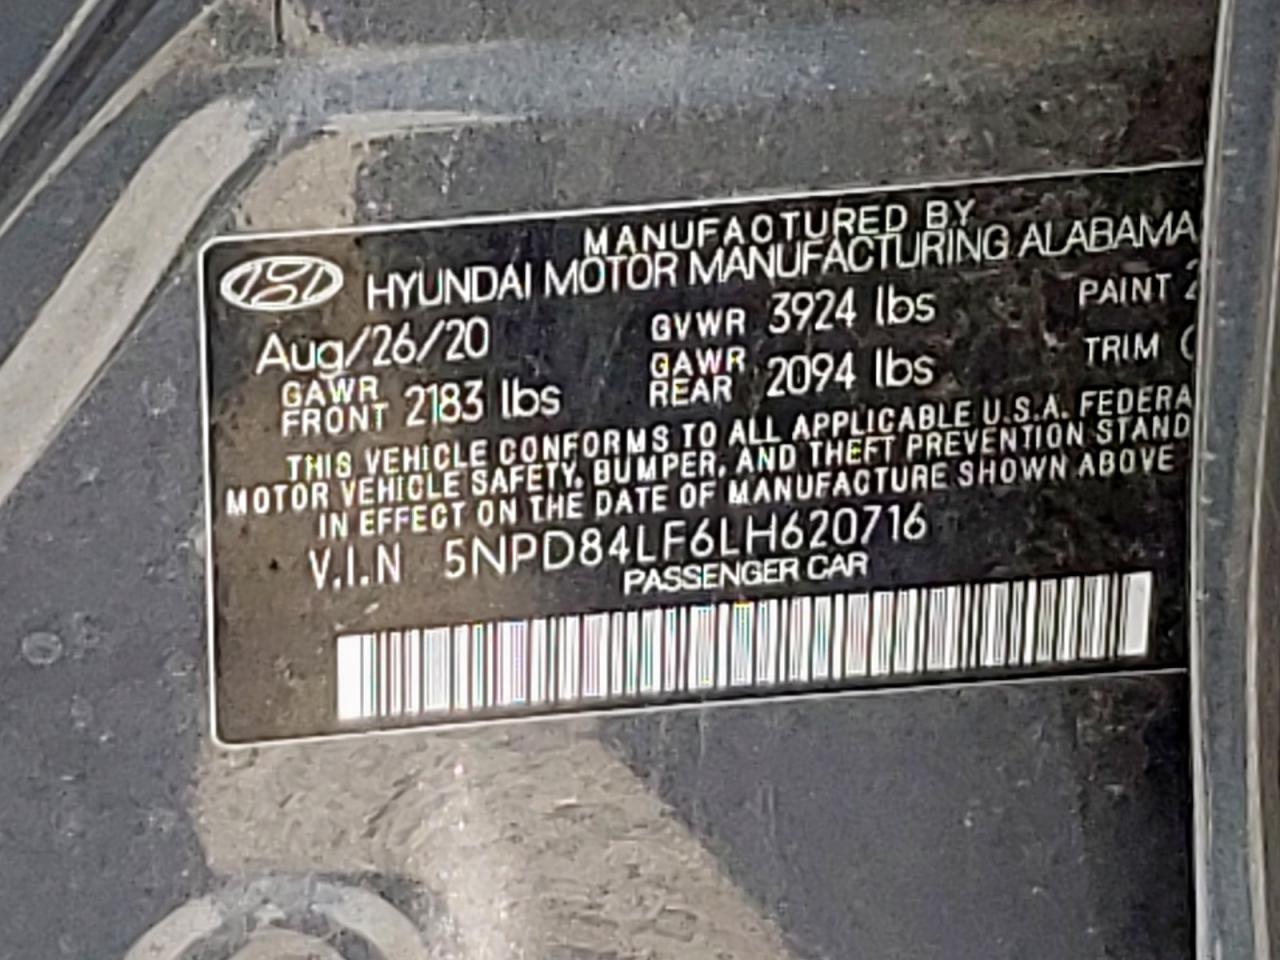 MANUFACTURED BY
HYUNDAI MOTOR MANUFACTURING ALABAMA
Aug/26/20 GVWR 3924 lbs PAINT
GAWR FRONT 2183 lbs GAWR REAR 2094 lbs TRIM
THIS VEHICLE CONFORMS TO ALL APPLICABLE U.S.A. FEDERA
MOTOR VEHICLE SAFETY, BUMPER, AND THEFT PREVENTION STAND
IN EFFECT ON THE DATE OF MANUFACTURE SHOWN ABOVE
V.I.N 5NPD84LF6LH620716
PASSENGER CAR